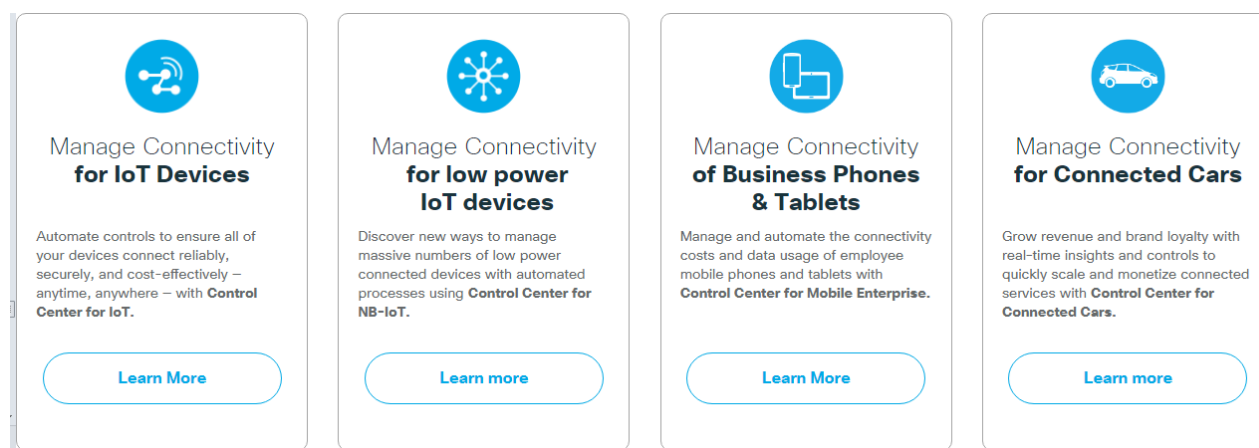 Manage Connectivity
for IoT Devices
Automate controls to ensure all of
your devices connect reliably,
securely, and cost-effectively –
anytime, anywhere – with Control
Center for IoT.
Learn More
Manage Connectivity
for low power
IoT devices
Discover new ways to manage
massive numbers of low power
connected devices with automated
processes using Control Center for
NB-IoT.
Learn more
Manage Connectivity
of Business Phones
& Tablets
Manage and automate the connectivity
costs and data usage of employee
mobile phones and tablets with
Control Center for Mobile Enterprise.
Learn More
Manage Connectivity
for Connected Cars
Grow revenue and brand loyalty with
real-time insights and controls to
quickly scale and monetize connected
services with Control Center for
Connected Cars.
Learn more